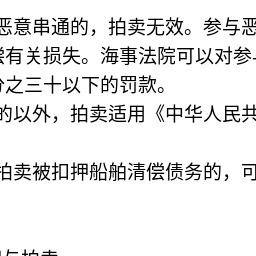 恶意串通的，拍卖无效。参与恶
偿有关损失。海事法院可以对参与
分之三十以下的罚款。
的以外，拍卖适用《中华人民共
拍卖被扣押船舶清偿债务的，可